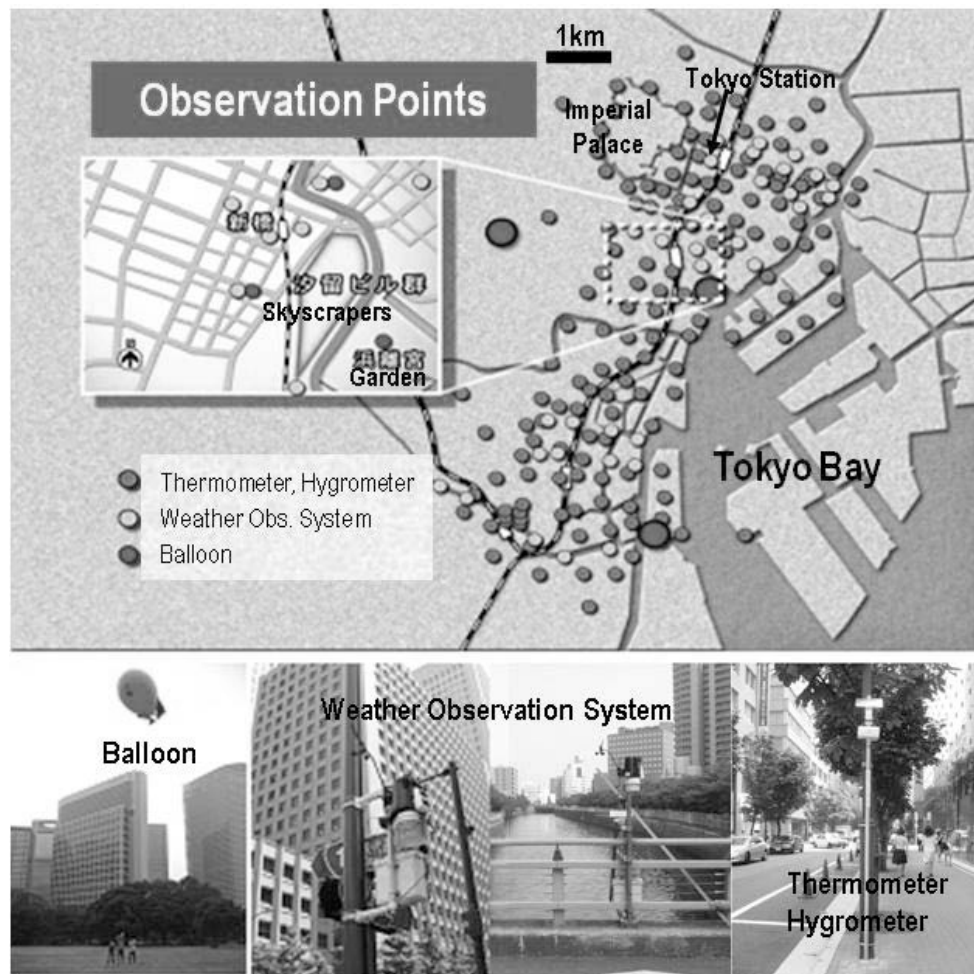 1km
Tokyo Station
Observation Points
Imperial
Palace
新橋
汐留ビル群
Skyscrapers
浜離宮
Garden
Tokyo Bay
Thermometer, Hygrometer
Weather Obs. System
Balloon
Weather Observation System
Balloon
Thermometer
Hygrometer